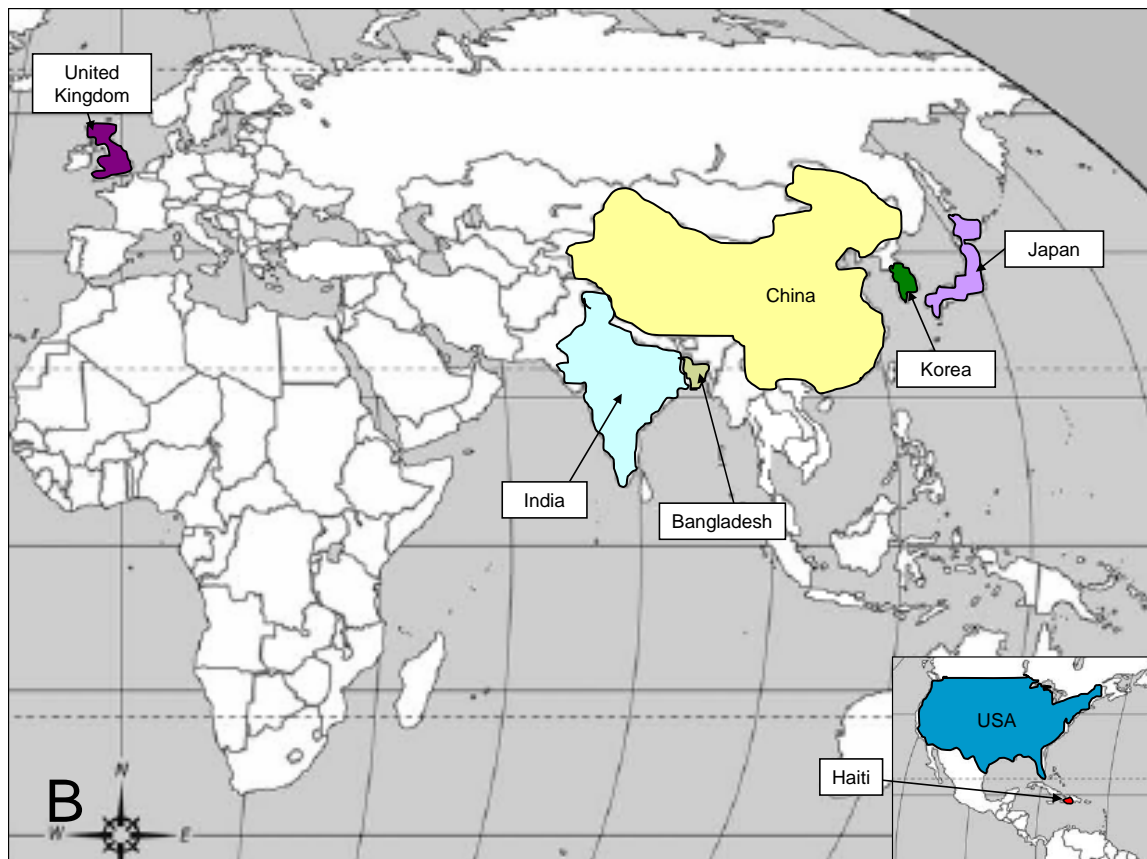 United
Kingdom
Japan
China
Korea
India
Bangladesh
USA
Haiti
B
N
W
E